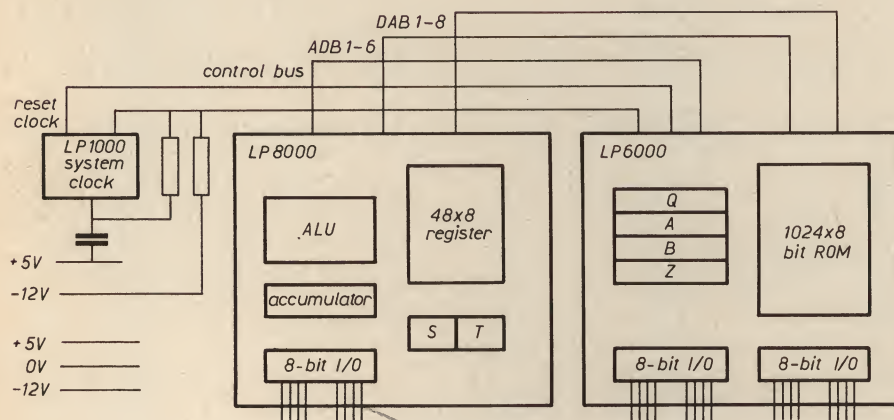 DAB 1-8
ADB 1-6
control bus
reset
clock
LP1000
system
clock
+5V
-12V
+5V
0V
-12V
LP8000
ALU
48x8
register
accumulator
S T
8-bit I/O
LP6000
Q
A
B
Z
1024x8
bit ROM
8-bit I/O
8-bit I/O